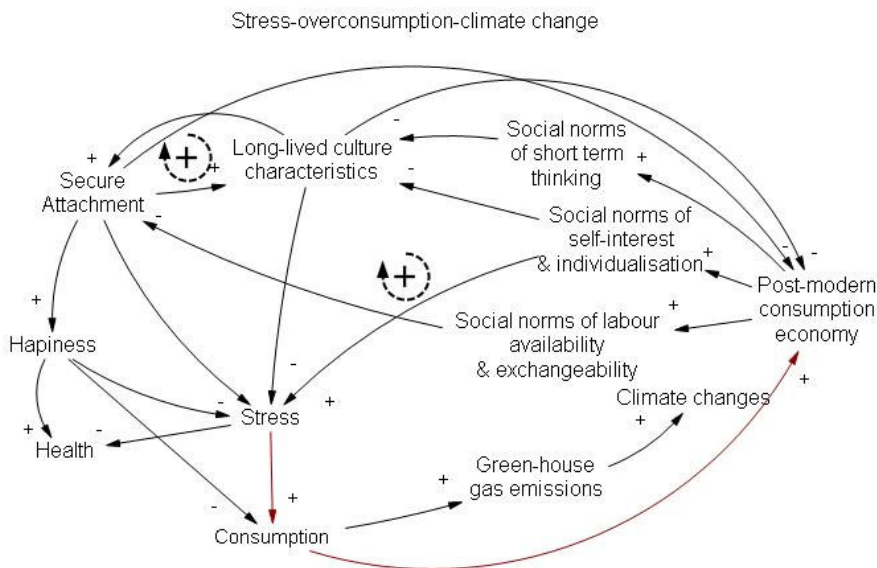 Stress-overconsumption-climate change
Social norms
of short term
thinking
Long-lived culture
characteristics
Secure
Attachment
Social norms of
self-interest
& individualisation
Post-modern
consumption
economy
Social norms of labour
availability
& exchangeability
Hapiness
Climate changes
Stress
Health
Green-house
gas emissions
Consumption
+
+
+
+
+
+
+
+
+
+
+
+
+
+
-
-
-
-
-
-
-
-
-